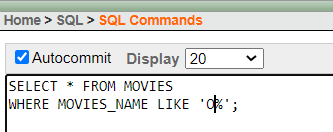 Home > SQL > SQL Commands
Autocommit Display 20
SELECT * FROM MOVIES
WHERE MOVIES_NAME LIKE 'O%';